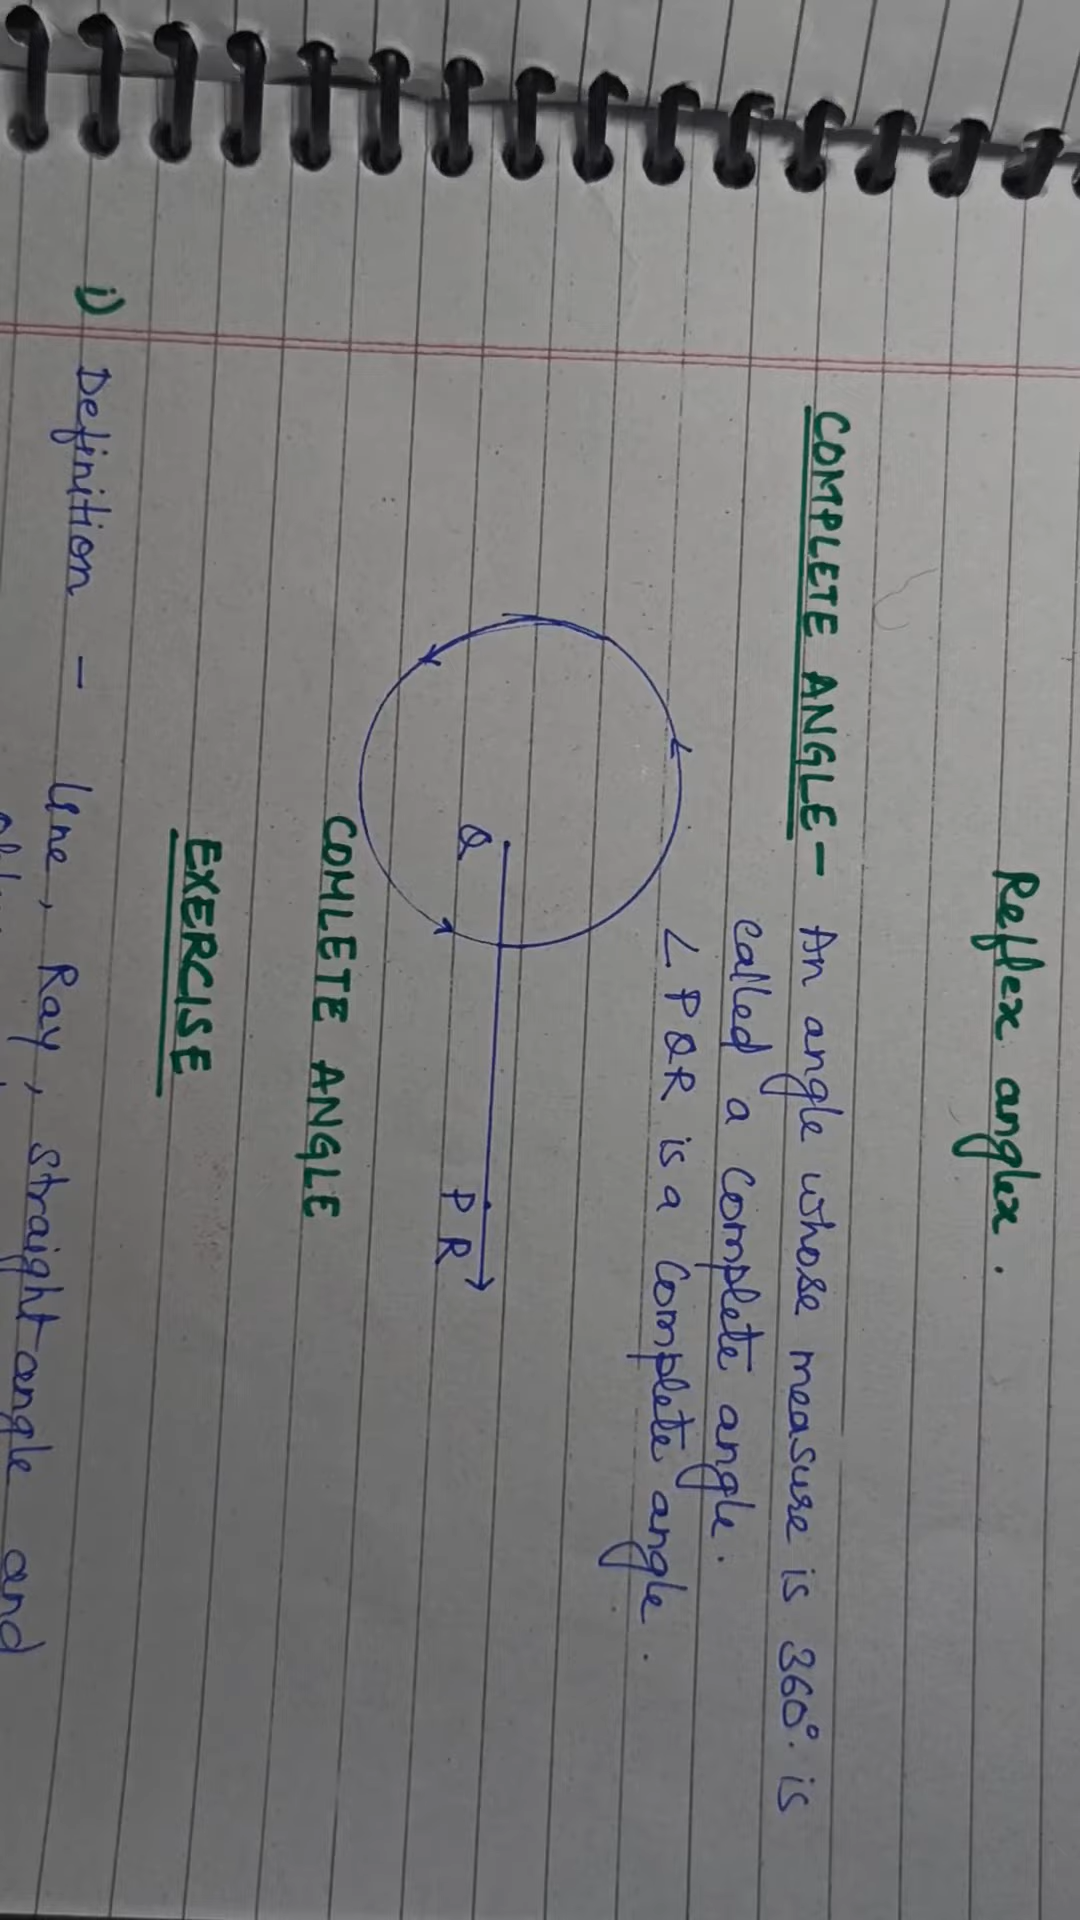 Reflex anglex.
COMPLETE ANGLE - An angle whose measure is 360°. is
called a complete angle.
∠PQR is a complete angle.
Q
P R
COMLETE ANGLE
EXERCISE
i) Definition - Line, Ray, straight angle and